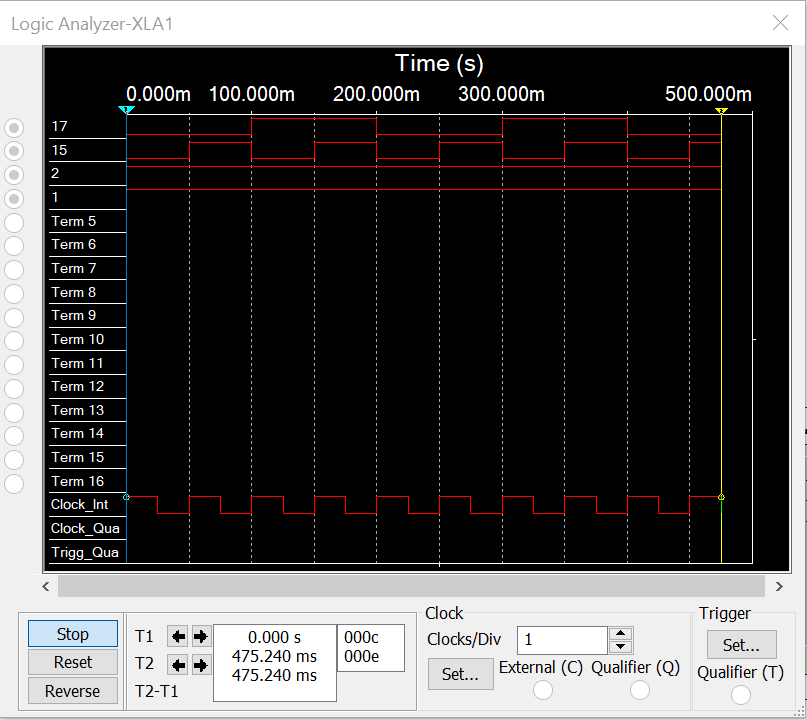 Logic Analyzer-XLA1
Time (s)
0.000m 100.000m 200.000m 300.000m 500.000m
17
15
2
1
Term 5
Term 6
Term 7
Term 8
Term 9
Term 10
Term 11
Term 12
Term 13
Term 14
Term 15
Term 16
Clock_Int
Clock_Qua
Trigg_Qua
Stop
Reset
Reverse
T1 0.000 s 000c
T2 475.240 ms 000e
T2-T1 475.240 ms
Clock
Clocks/Div 1
Set... External (C) Qualifier (Q)
Trigger
Set...
Qualifier (T)